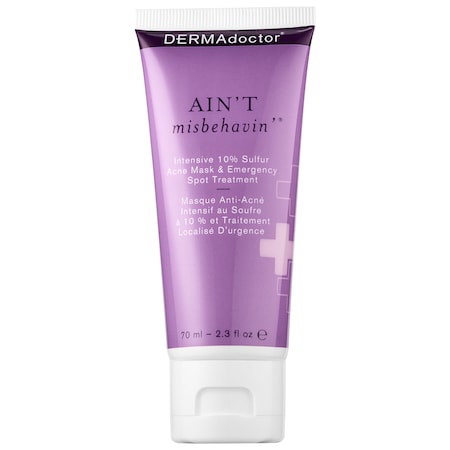 DERMAdoctor®
AIN'T
misbehavin'®
Intensive 10% Sulfur
Acne Mask & Emergency
Spot Treatment
Masque Anti-Acné
Intensif au Soufre
à 10 % et Traitement
Localisé D'urgence
70 ml – 2.3 fl oz ℮